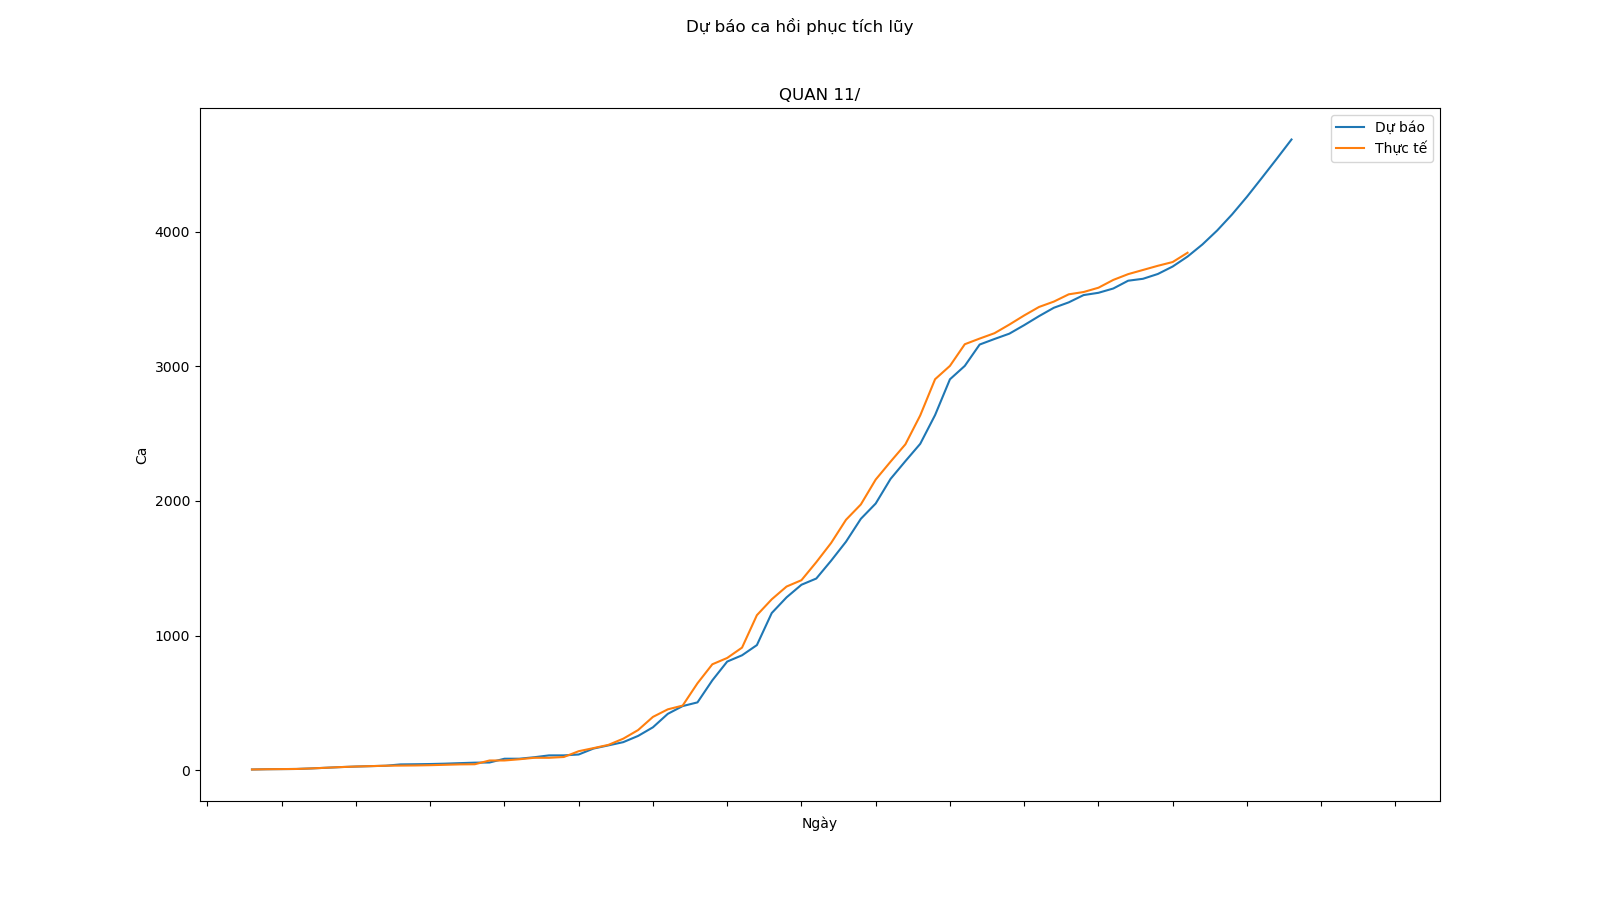 Dự báo ca hồi phục tích lũy
QUAN 11/
Dự báo
Thực tế
4000
3000
2000
1000
0
Ca
Ngày